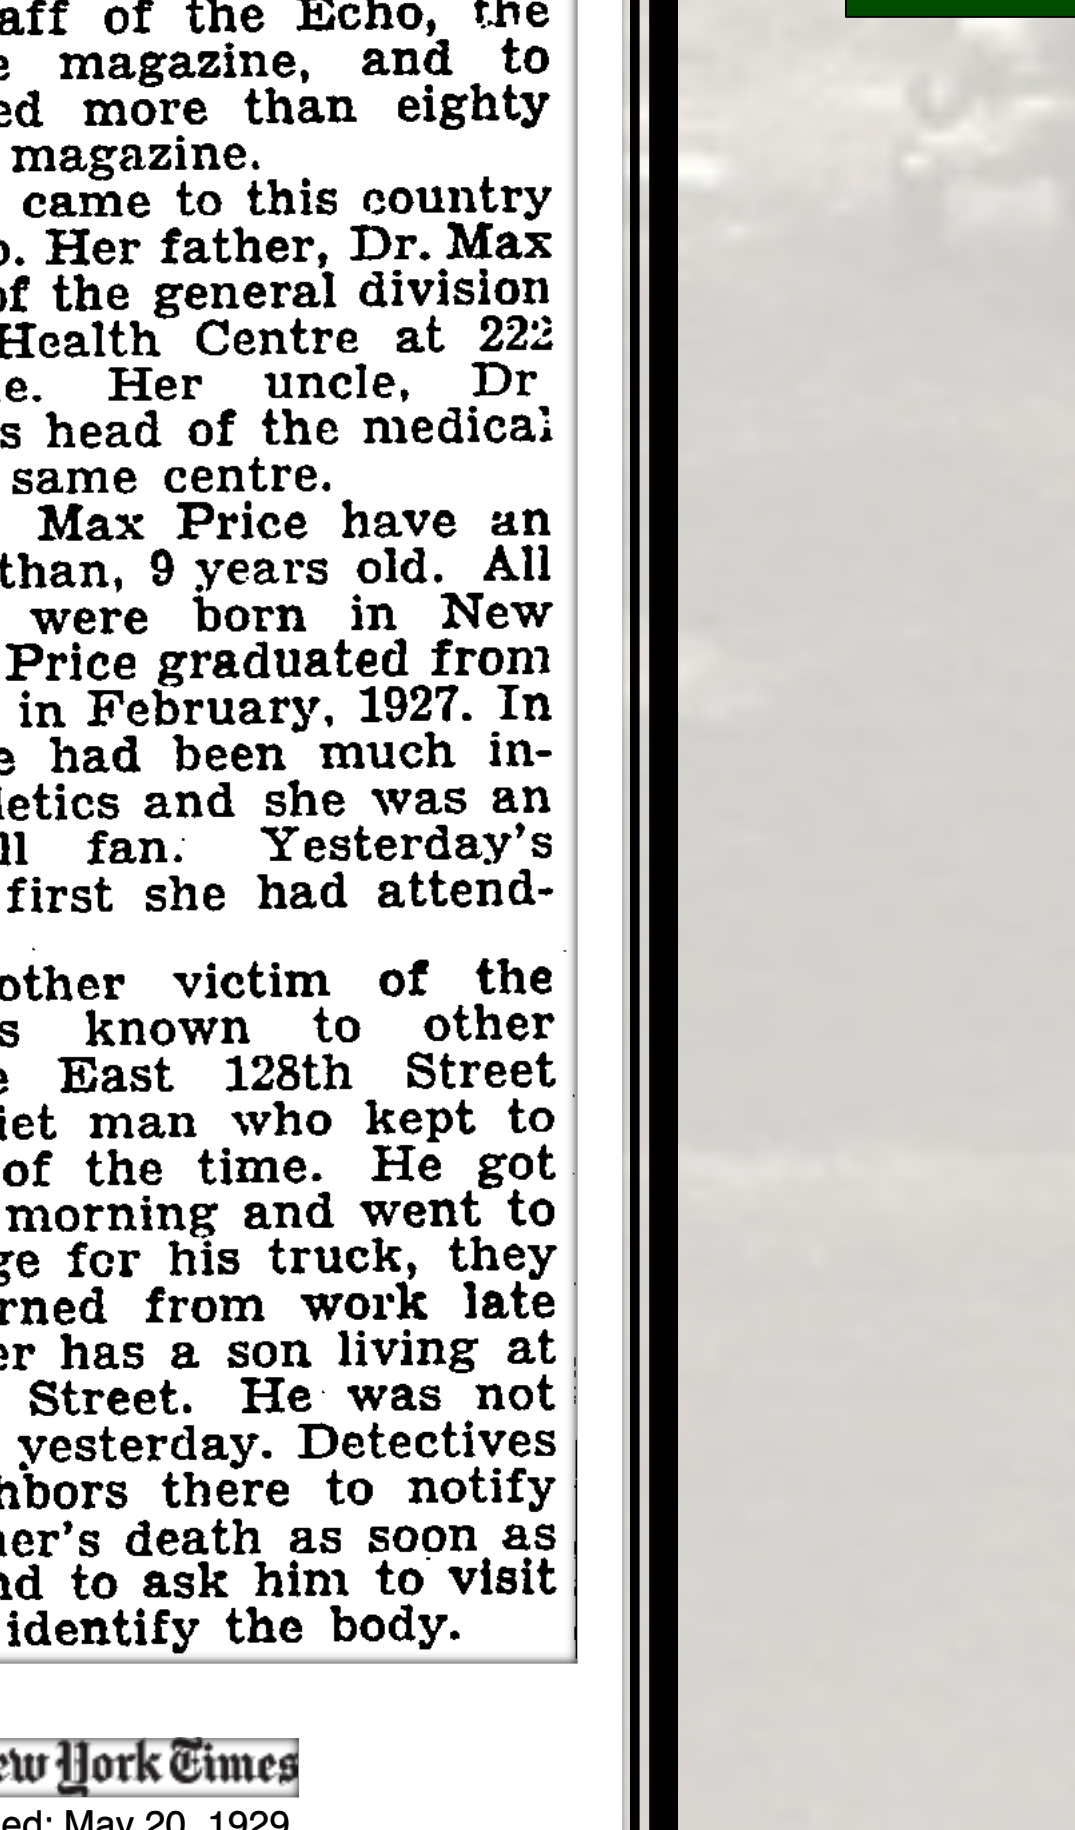 aff of the Echo, the
e magazine, and to
ed more than eighty
magazine.
came to this country
o. Her father, Dr. Max
of the general division
Health Centre at 222
e. Her uncle, Dr
s head of the medical
same centre.
Max Price have an
than, 9 years old. All
were born in New
Price graduated from
in February, 1927. In
e had been much in-
letics and she was an
ll fan. Yesterday's
first she had attend-
other victim of the
s known to other
e East 128th Street
iet man who kept to
of the time. He got
morning and went to
ge for his truck, they
rned from work late
er has a son living at
Street. He was not
yesterday. Detectives
hbors there to notify
her's death as soon as
nd to ask him to visit
identify the body.
ew York Times
ed: May 20, 1929